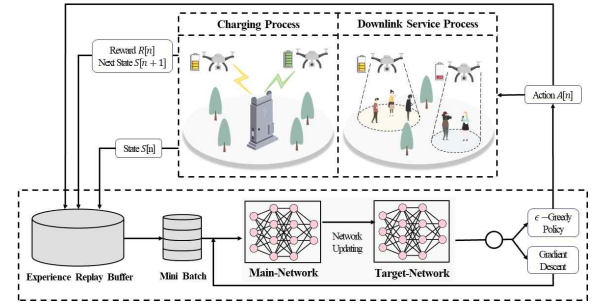 Charging Process
Downlink Service Process
Reward R[n]
Next State S[n+1]
Action A[n]
State S[n]
Network
Updating
ϵ −Greedy
Policy
Gradient
Descent
Experience Replay Buffer
Mini Batch
Main-Network
Target-Network